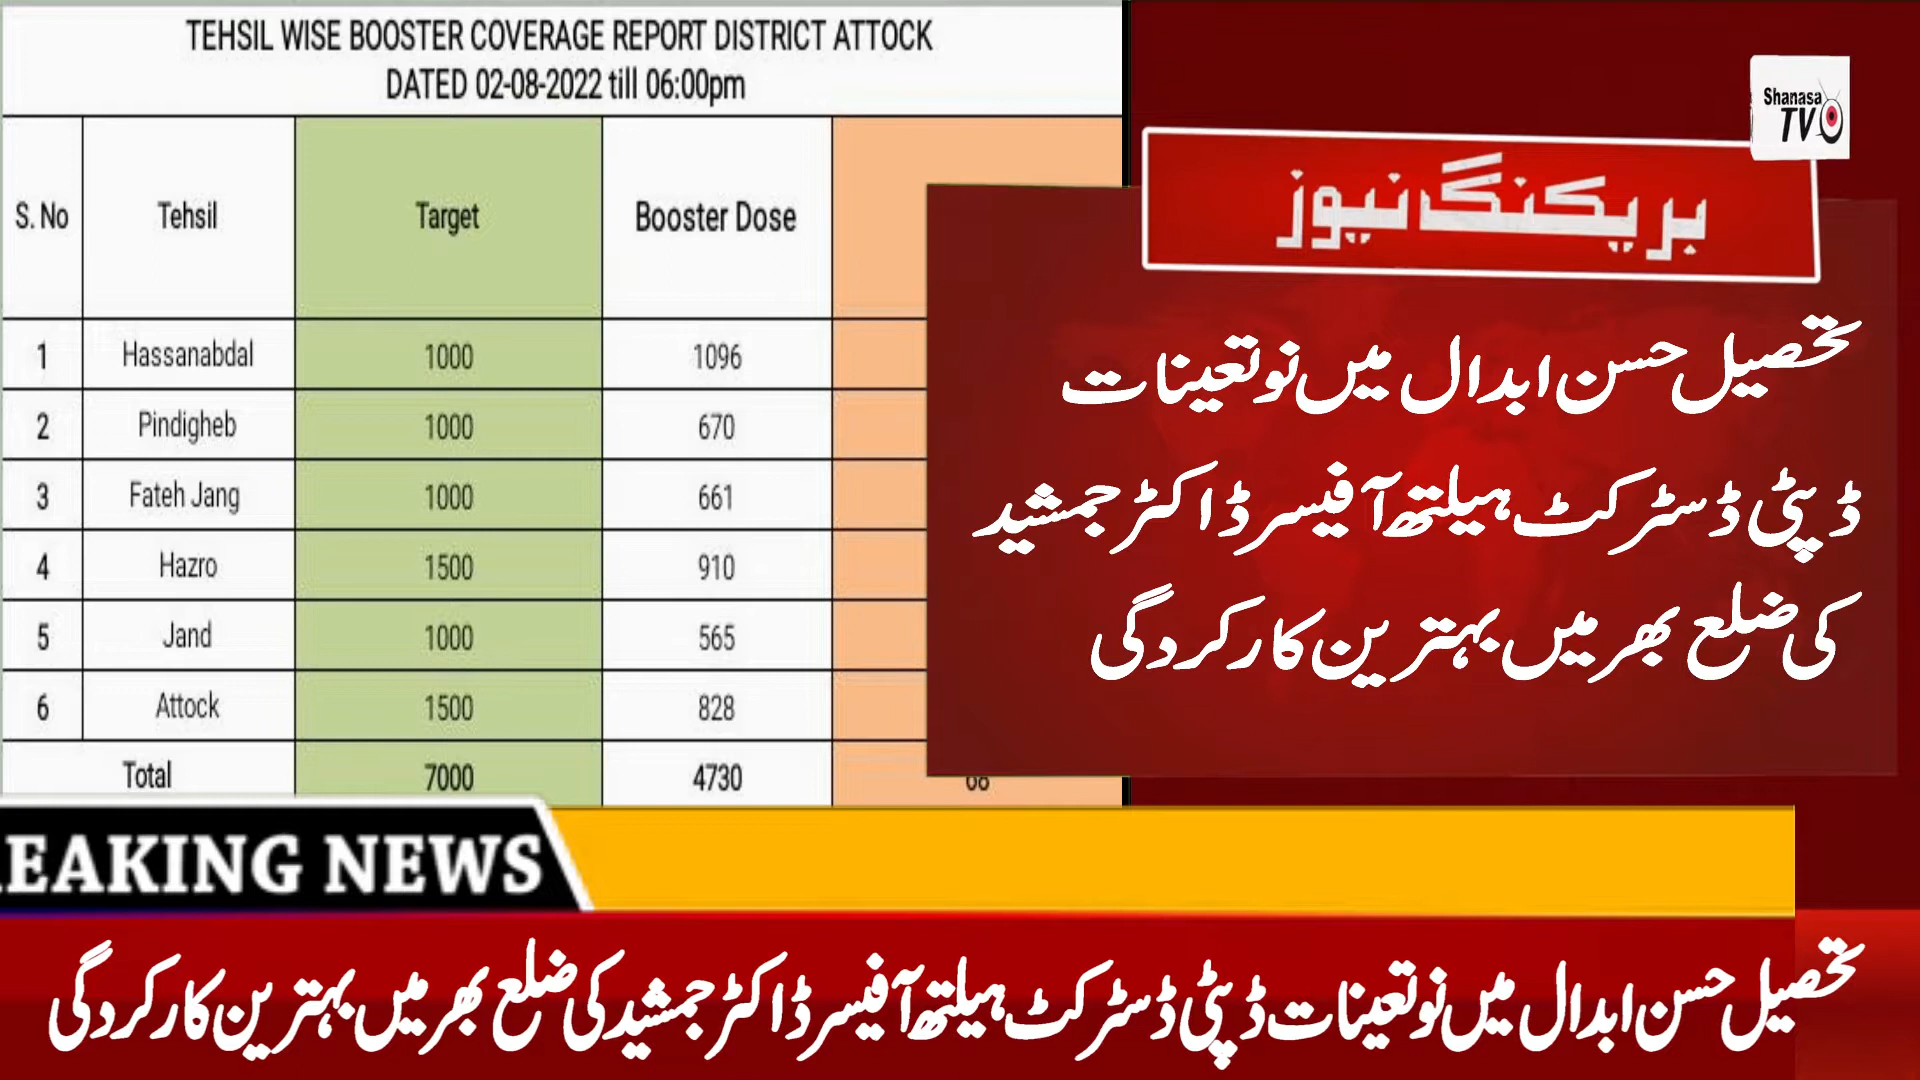 TEHSIL WISE BOOSTER COVERAGE REPORT DISTRICT ATTOCK
DATED 02-08-2022 till 06:00pm
S. No Tehsil Target Booster Dose
1 Hassanabdal 1000 1096
2 Pindigheb 1000 670
3 Fateh Jang 1000 661
4 Hazro 1500 910
5 Jand 1000 565
6 Attock 1500 828
Total 7000 4730
Shanasa
TV
بریکنگ نیوز
تحصیل حسن ابدال میں نو تعینات
ڈپٹی ڈسٹرکٹ ہیلتھ آفیسر ڈاکٹر جمشید
کی ضلع بھر میں بہترین کارکردگی
EAKING NEWS
تحصیل حسن ابدال میں نو تعینات ڈپٹی ڈسٹرکٹ ہیلتھ آفیسر ڈاکٹر جمشید کی ضلع بھر میں بہترین کارکردگی